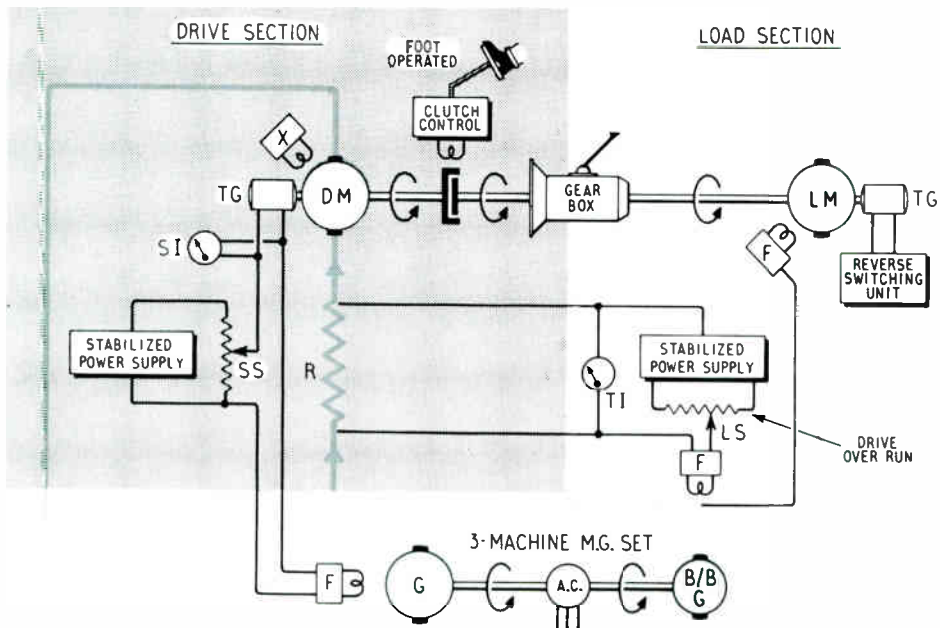 DRIVE SECTION
FOOT
OPERATED
LOAD SECTION
CLUTCH
CONTROL
X
TG
DM
GEAR
BOX
LM
TG
SI
F
REVERSE
SWITCHING
UNIT
STABILIZED
POWER SUPPLY
SS
R
TI
STABILIZED
POWER SUPPLY
LS
DRIVE
OVER RUN
F
3-MACHINE M.G. SET
F
G
A.C.
B/B
G